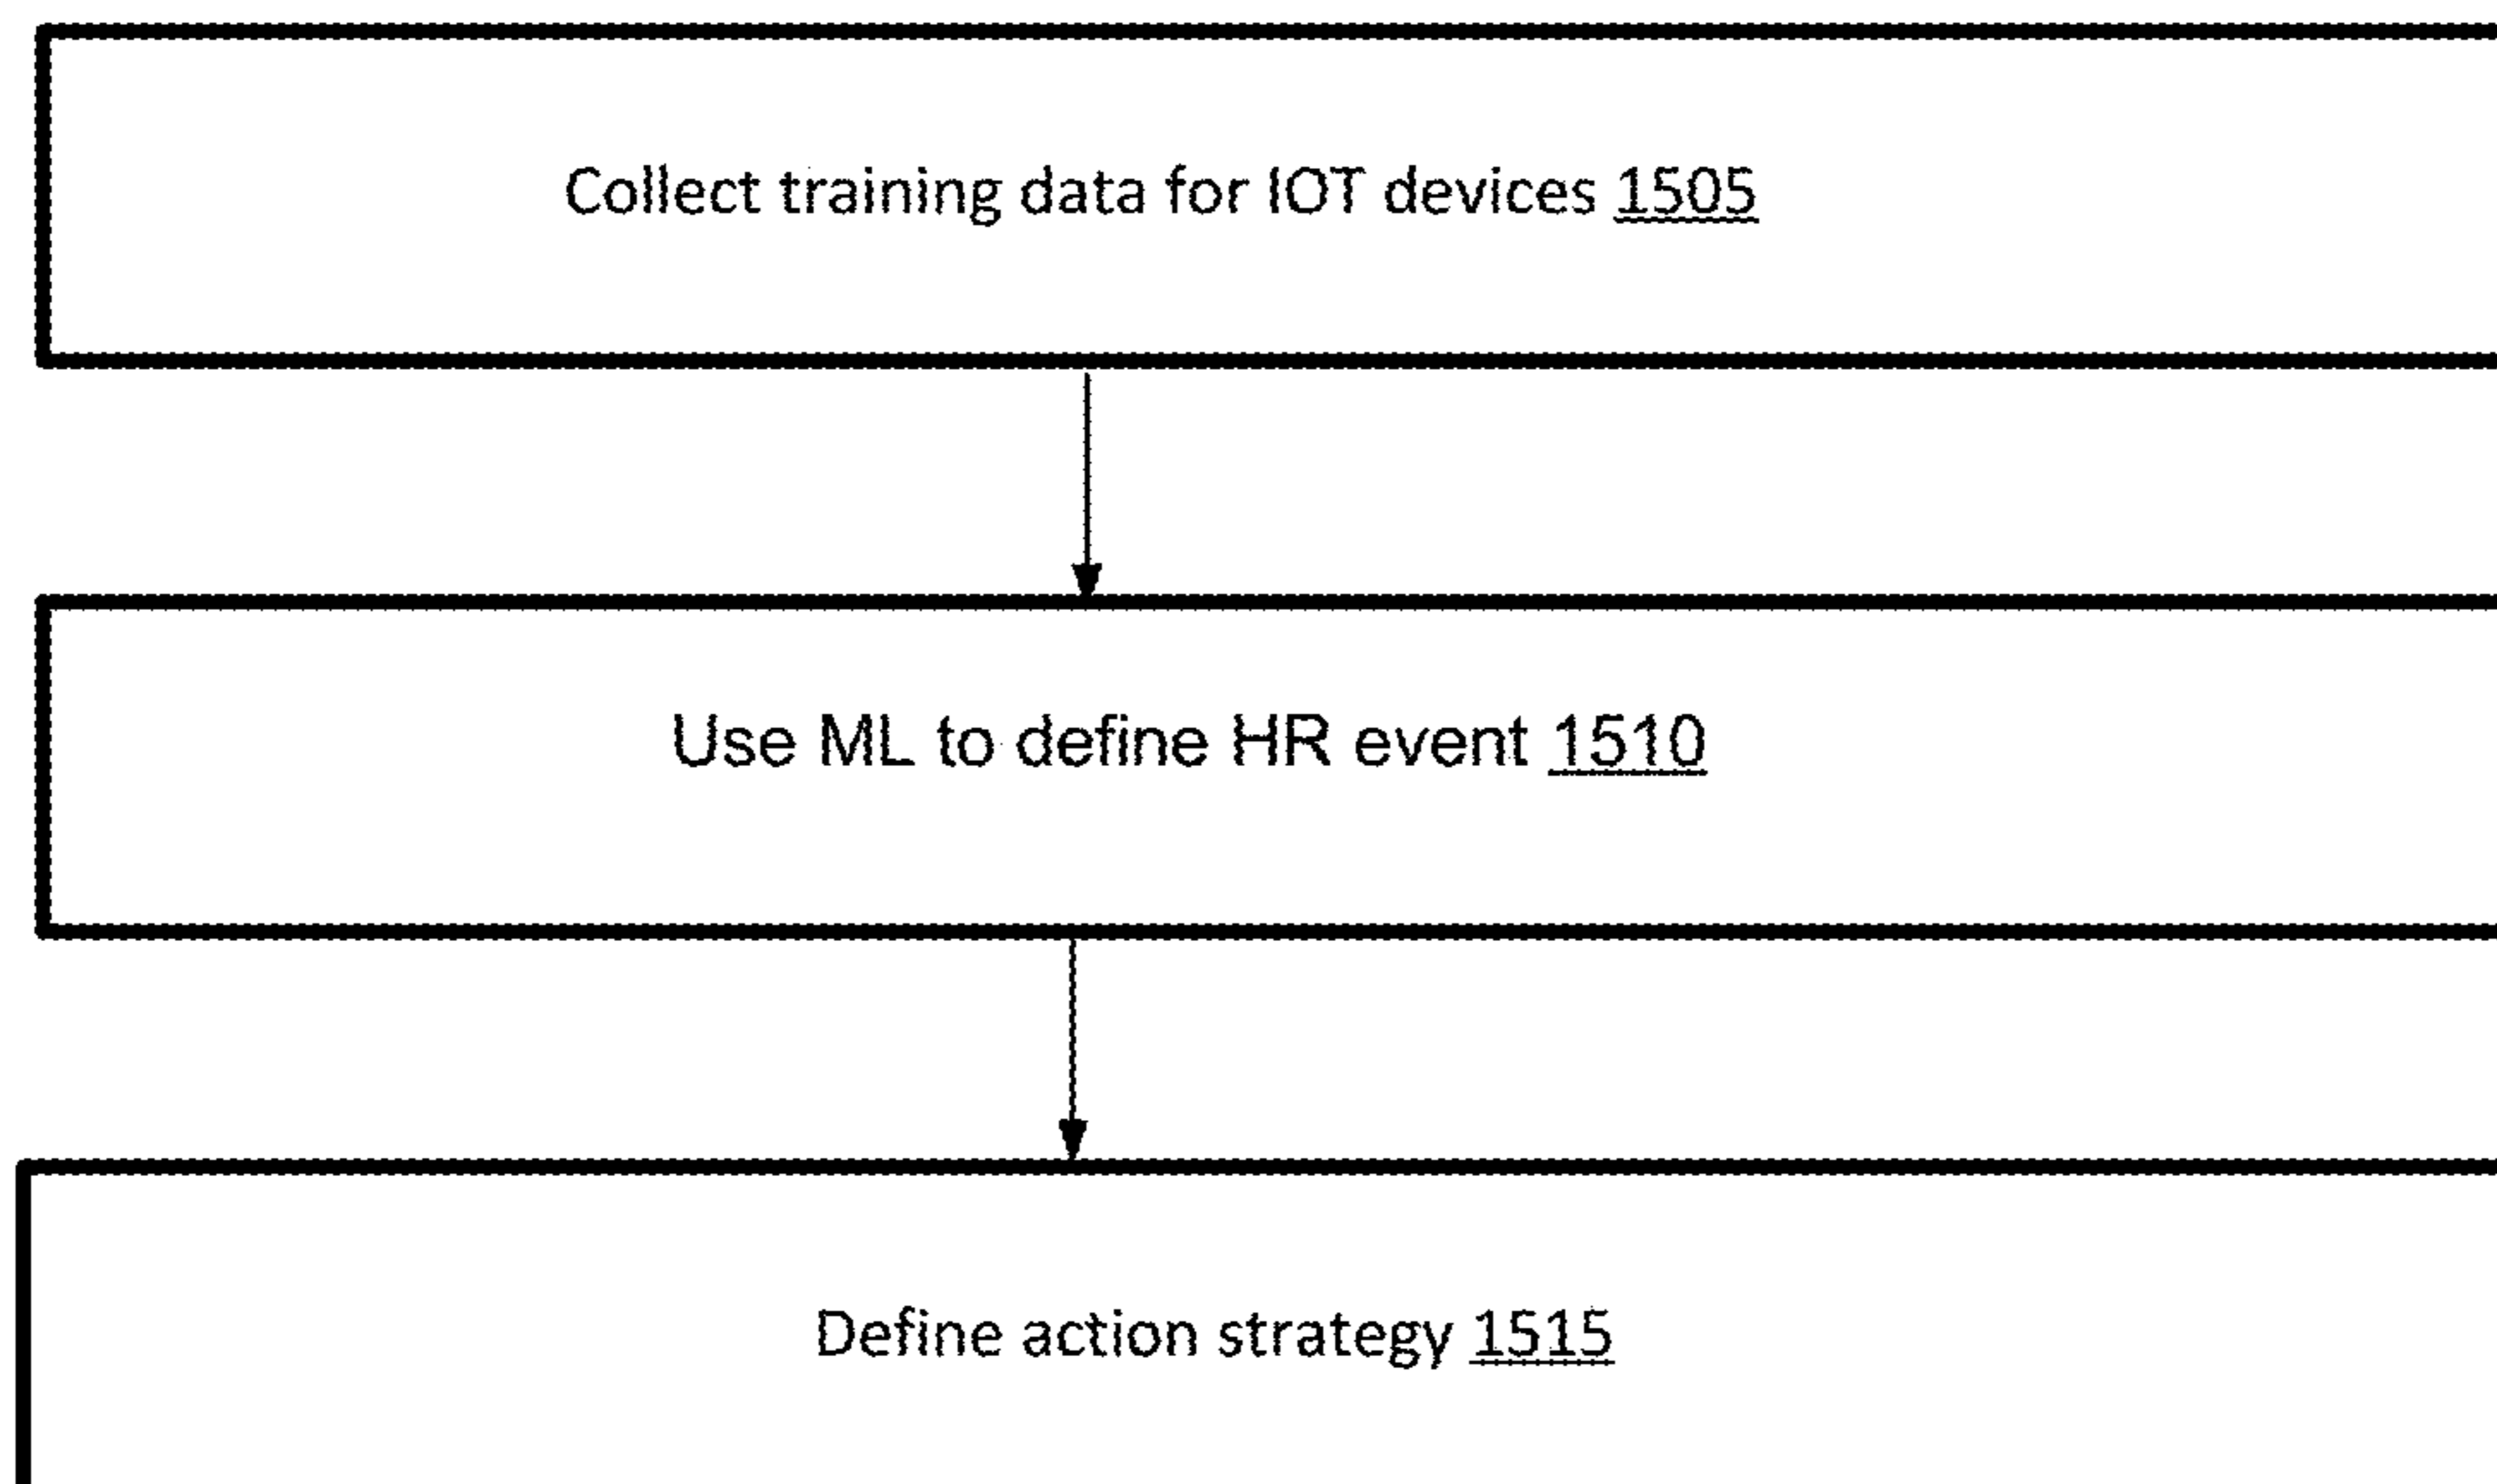 Collect training data for IOT devices 1505
Use ML to define HR event 1510
Define action strategy 1515